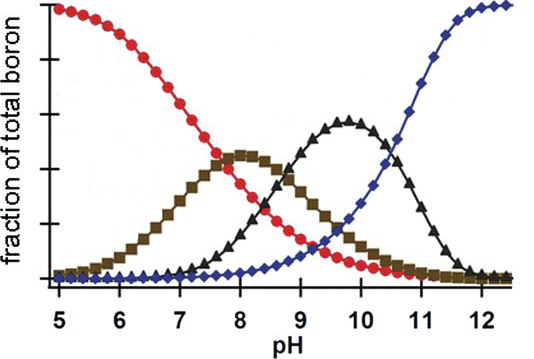 fraction of total boron
5 6 7 8 9 10 11 12
pH